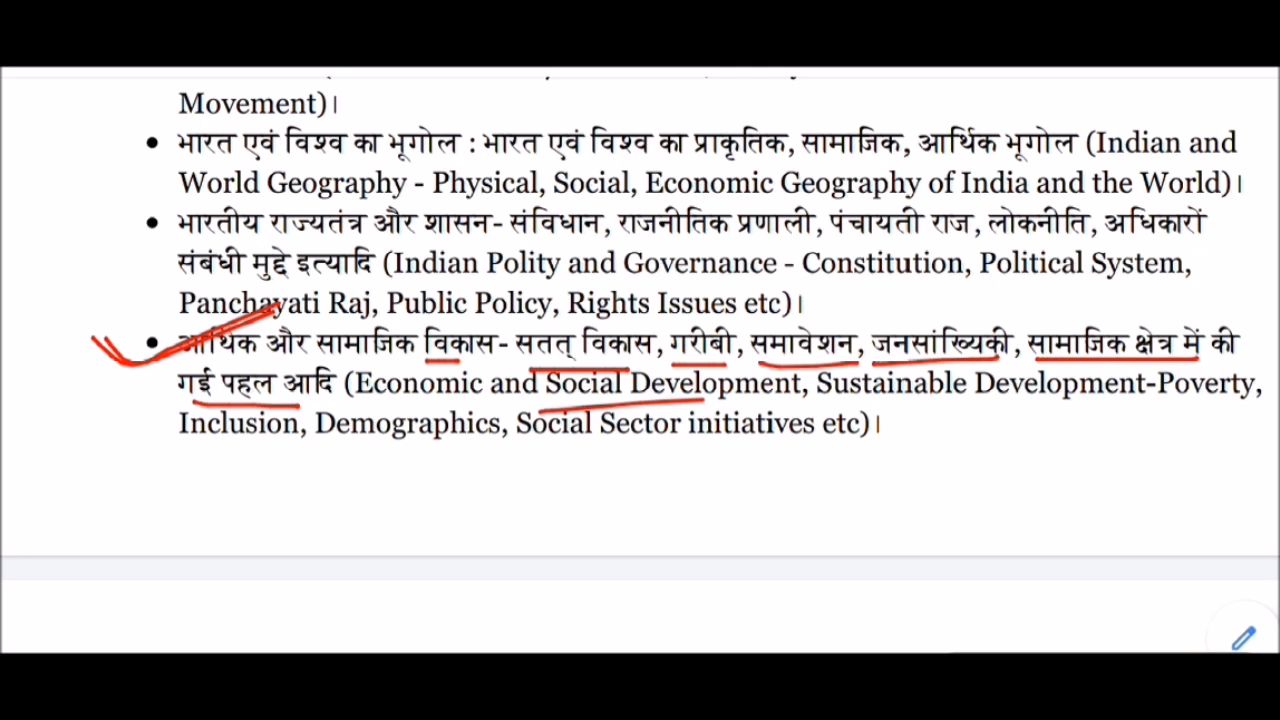 Movement)।
• भारत एवं विश्व का भूगोल : भारत एवं विश्व का प्राकृतिक, सामाजिक, आर्थिक भूगोल (Indian and
World Geography - Physical, Social, Economic Geography of India and the World)।
• भारतीय राज्यतंत्र और शासन- संविधान, राजनीतिक प्रणाली, पंचायती राज, लोकनीति, अधिकारों
संबंधी मुद्दे इत्यादि (Indian Polity and Governance - Constitution, Political System,
Panchayati Raj, Public Policy, Rights Issues etc)।
• आर्थिक और सामाजिक विकास- सतत् विकास, गरीबी, समावेशन, जनसांख्यिकी, सामाजिक क्षेत्र में की
गई पहल आदि (Economic and Social Development, Sustainable Development-Poverty,
Inclusion, Demographics, Social Sector initiatives etc)।